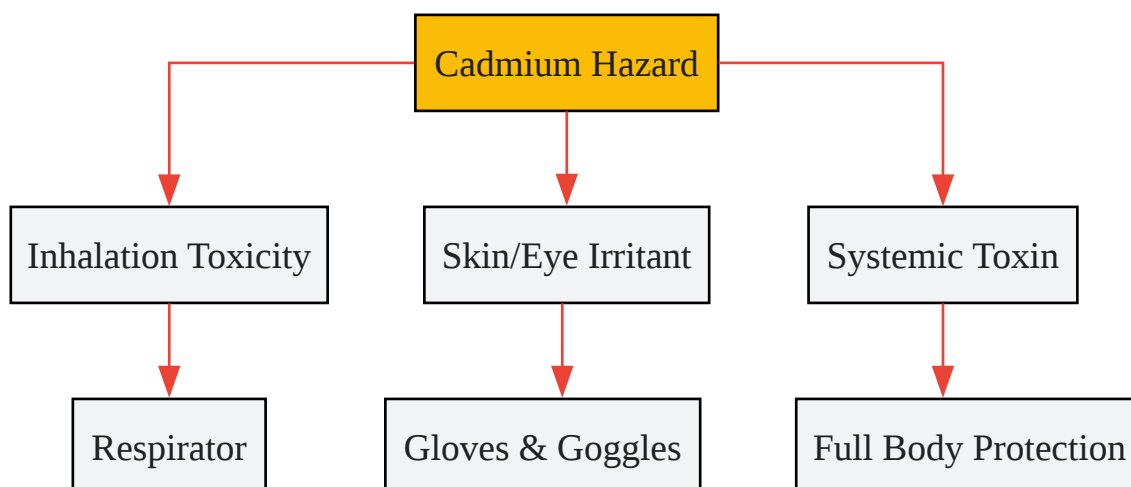 Cadmium Hazard
Inhalation Toxicity
Skin/Eye Irritant
Systemic Toxin
Respirator
Gloves & Goggles
Full Body Protection